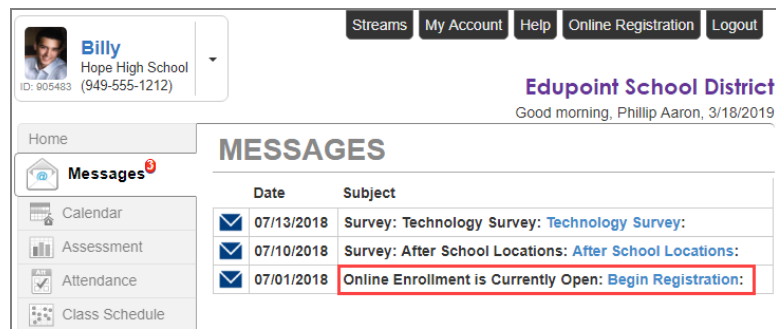 Streams My Account Help Online Registration Logout
Billy
Hope High School
ID: 905483 (949-555-1212)
Edupoint School District
Good morning, Phillip Aaron, 3/18/2019
Home
Messages 3
Calendar
Assessment
Attendance
Class Schedule
MESSAGES
Date Subject
07/13/2018 Survey: Technology Survey: Technology Survey:
07/10/2018 Survey: After School Locations: After School Locations:
07/01/2018 Online Enrollment is Currently Open: Begin Registration: